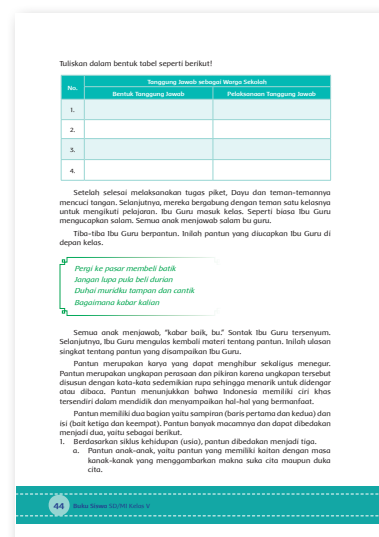 Tuliskan dalam bentuk tabel seperti berikut!
No.
Tanggung Jawab sebagai Warga Sekolah
Bentuk Tanggung Jawab
Pelaksanaan Tanggung Jawab
1.
2.
3.
4.
Setelah selesai melaksanakan tugas piket, Dayu dan teman-temannya
mencuci tangan. Selanjutnya, mereka bergabung dengan teman satu kelasnya
untuk mengikuti pelajaran. Ibu Guru masuk kelas. Seperti biasa Ibu Guru
mengucapkan salam. Semua anak menjawab salam bu guru.
Tiba-tiba Ibu Guru berpantun. Inilah pantun yang diucapkan Ibu Guru di
depan kelas.
Pergi ke pasar membeli batik
Jangan lupa pula beli durian
Duhai muridku tampan dan cantik
Bagaimana kabar kalian
Semua anak menjawab, “kabar baik, bu.” Sontak Ibu Guru tersenyum.
Selanjutnya, Ibu Guru mengulas kembali materi tentang pantun. Inilah ulasan
singkat tentang pantun yang disampaikan Ibu Guru.
Pantun merupakan karya yang dapat menghibur sekaligus menegur.
Pantun merupakan ungkapan perasaan dan pikiran karena ungkapan tersebut
disusun dengan kata-kata sedemikian rupa sehingga menarik untuk didengar
atau dibaca. Pantun menunjukkan bahwa Indonesia memiliki ciri khas
tersendiri dalam mendidik dan menyampaikan hal-hal yang bermanfaat.
Pantun memiliki dua bagian yaitu sampiran (baris pertama dan kedua) dan
isi (bait ketiga dan keempat). Pantun banyak macamnya dan dapat dibedakan
menjadi dua, yaitu sebagai berikut.
1. Berdasarkan siklus kehidupan (usia), pantun dibedakan menjadi tiga.
a. Pantun anak-anak, yaitu pantun yang memiliki kaitan dengan masa
kanak-kanak yang menggambarkan makna suka cita maupun duka
cita.
44 Buku Siswa SD/MI Kelas V